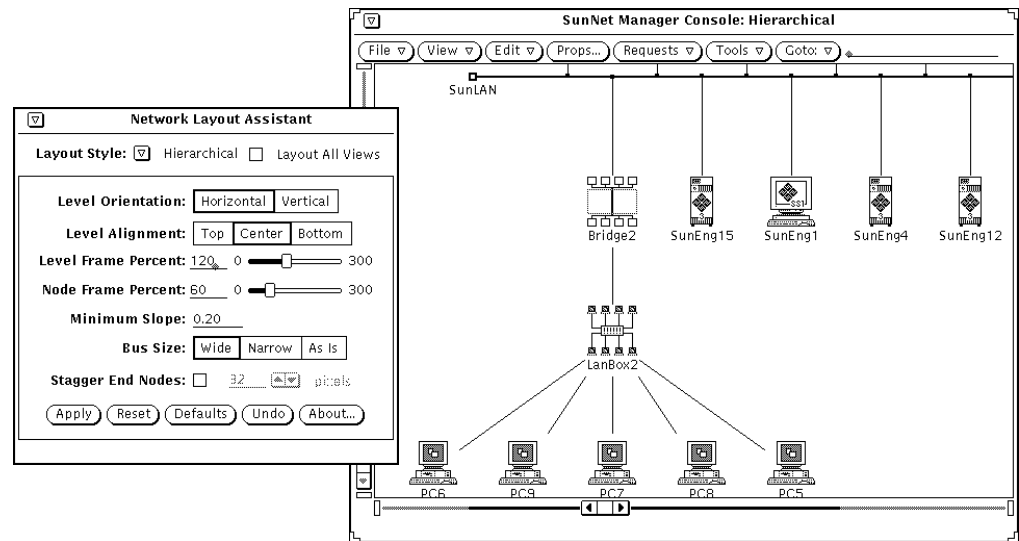 SunNet Manager Console: Hierarchical
File View Edit Props... Requests Tools Goto:
SunLAN
Bridge2 SunEng15 SunEng1 SunEng4 SunEng12
SS1
LanBox2
PC6 PC9 PC7 PC8 PC5
Network Layout Assistant
Layout Style: Hierarchical Layout All Views
Level Orientation: Horizontal Vertical
Level Alignment: Top Center Bottom
Level Frame Percent: 120 0 300
Node Frame Percent: 60 0 300
Minimum Slope: 0.20
Bus Size: Wide Narrow As Is
Stagger End Nodes: 32 pixels
Apply Reset Defaults Undo About...